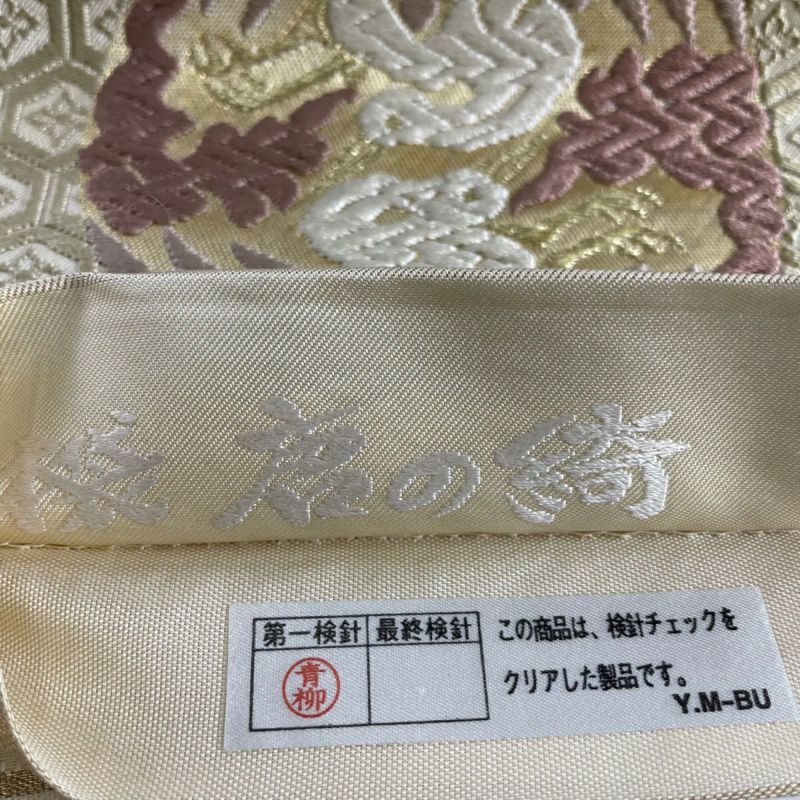 唐の綺
第一検針
最終検針
青柳
この商品は、検針チェックを
クリアした製品です。
Y.M-BU